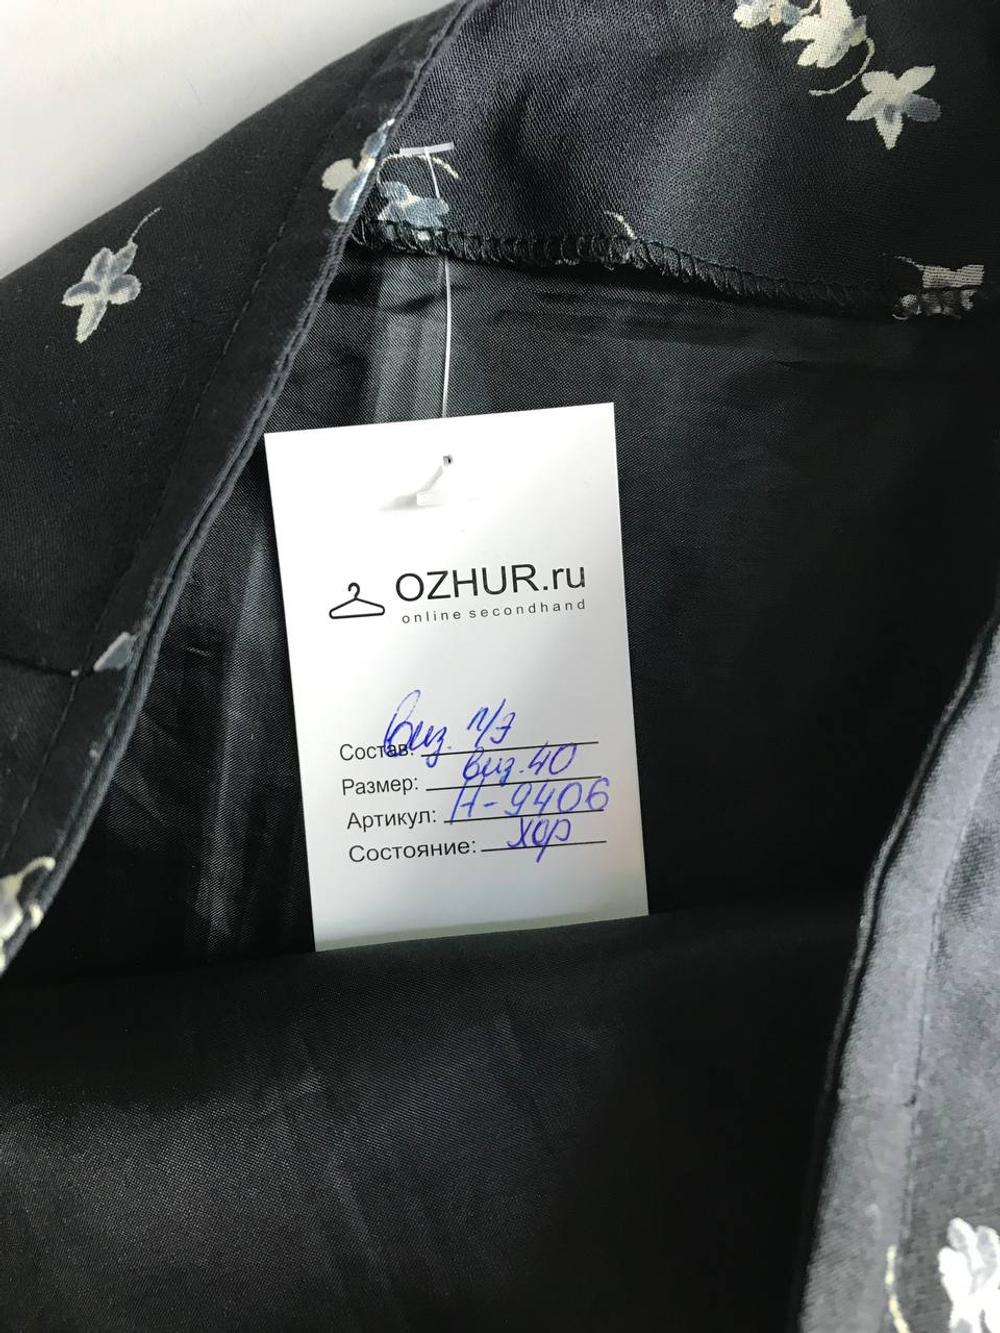 OZHUR.ru
online secondhand
Состав: Виз. п/э
Размер: виз. 40
Артикул: Н-9406
Состояние: хор